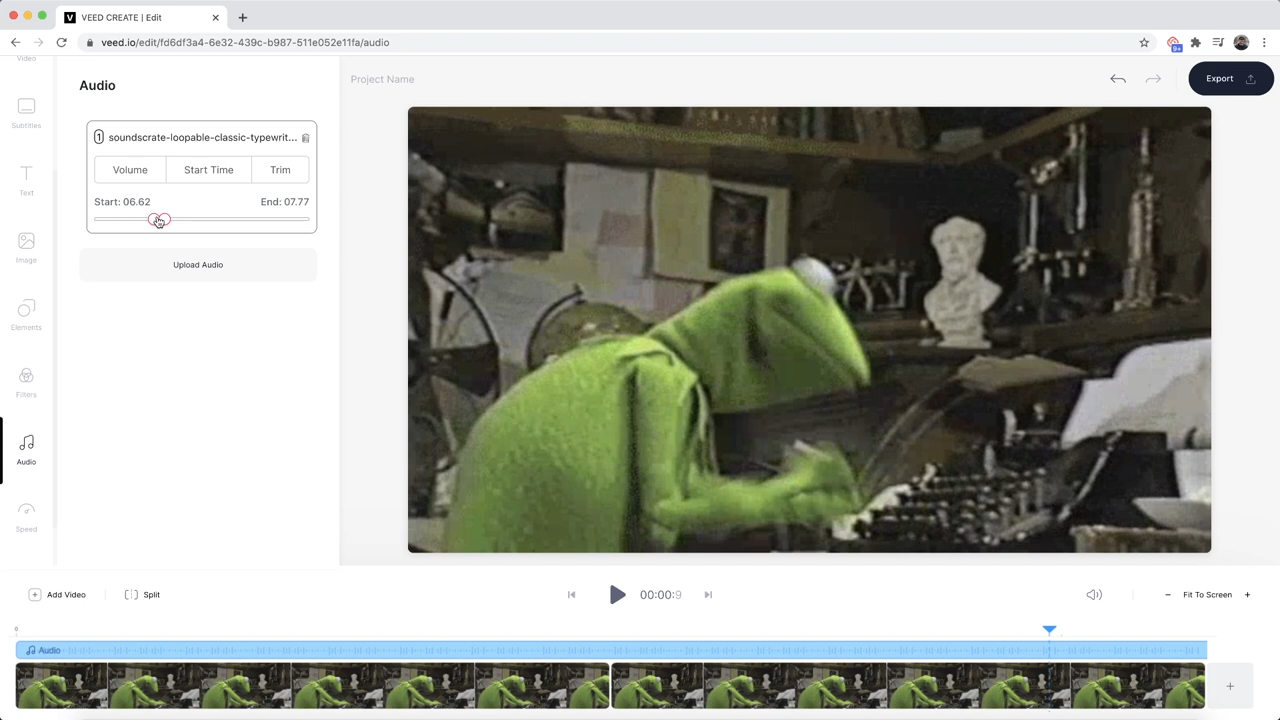 VEED CREATE | Edit
veed.io/edit/fd6df3a4-6e32-439c-b987-511e052e11fa/audio
9+
Video
Subtitles
Text
Image
Elements
Filters
Audio
Speed
Audio
1 soundscrate-loopable-classic-typewrit...
Volume Start Time Trim
Start: 06.62 End: 07.77
Upload Audio
Project Name
Export
Add Video
Split
00:00:9
Fit To Screen
0
Audio